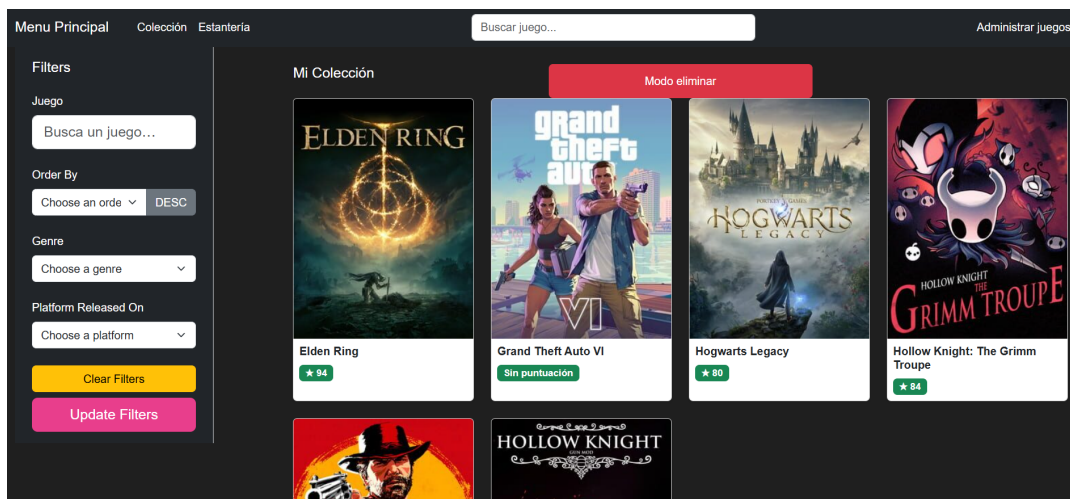 Menu Principal
Colección
Estantería
Buscar juego...
Administrar juegos
Filters
Juego
Busca un juego...
Order By
Choose an orde
DESC
Genre
Choose a genre
Platform Released On
Choose a platform
Clear Filters
Update Filters
Mi Colección
Modo eliminar
ELDEN RING
Elden Ring
★ 94
grand
theft
auto
VI
Grand Theft Auto VI
Sin puntuación
PORTKEY GAMES
HOGWARTS
LEGACY
Hogwarts Legacy
★ 80
HOLLOW KNIGHT
THE
GRIMM TROUPE
Hollow Knight: The Grimm
Troupe
★ 84
HOLLOW KNIGHT